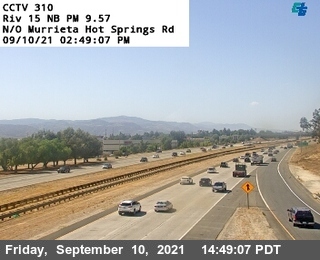 CCTV 310
Riv 15 NB PM 9.57
N/O Murrieta Hot Springs Rd
09/10/21 02:49:07 PM
Friday, September 10, 2021 14:49:07 PDT